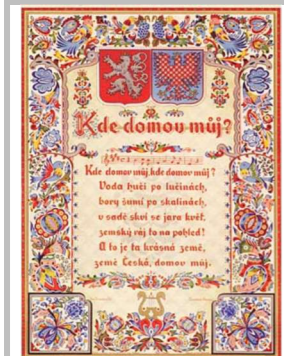 Kde domov můj?
Kde domov můj, kde domov můj?
Voda hučí po lučinách,
bory šumí po skalinách,
v sadě skví se jara květ,
zemský ráj to na pohled!
A to je ta krásná země,
země česká, domov můj.